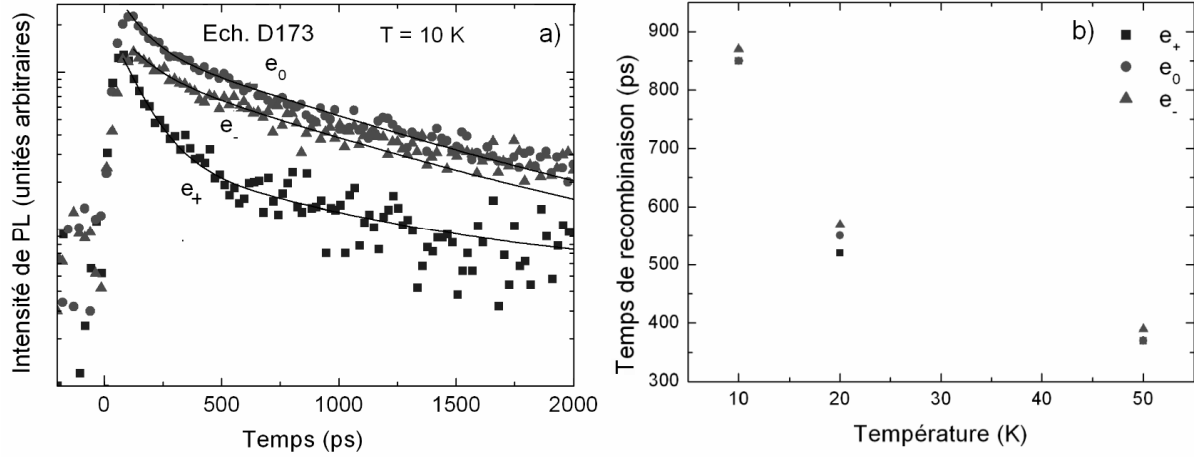 Ech. D173
T = 10 K
a)
e0
e-
e+
Intensité de PL (unités arbitraires)
0
500
1000
1500
2000
Temps (ps)
b)
e+
e0
e-
Temps de recombinaison (ps)
900
800
700
600
500
400
300
10
20
30
40
50
Température (K)